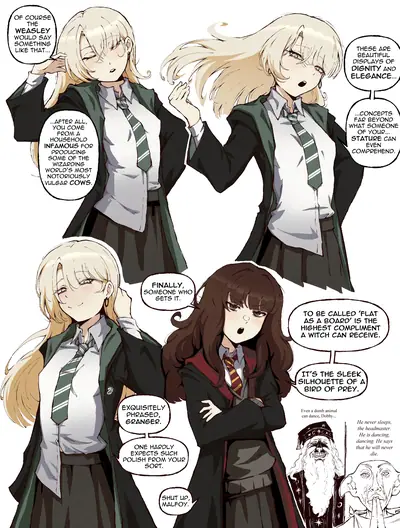 OF COURSE
THE
WEASLEY
WOULD SAY
SOMETHING
LIKE THAT...
...AFTER ALL,
YOU COME
FROM A
HOUSEHOLD
INFAMOUS FOR
PRODUCING
SOME OF THE
WIZARDING
WORLD'S MOST
NOTORIOUSLY
VULGAR COWS.
THESE ARE
BEAUTIFUL
DISPLAYS OF
DIGNITY AND
ELEGANCE...
...CONCEPTS
FAR BEYOND
WHAT SOMEONE
OF YOUR...
STATURE CAN
EVEN
COMPREHEND.
FINALLY,
SOMEONE WHO
GETS IT.
TO BE CALLED 'FLAT
AS A BOARD' IS THE
HIGHEST COMPLIMENT
A WITCH CAN RECEIVE.
IT'S THE SLEEK
SILHOUETTE OF A
BIRD OF PREY.
EXQUISITELY
PHRASED,
GRANGER.
ONE HARDLY
EXPECTS SUCH
POLISH FROM YOUR
SORT.
SHUT UP,
MALFOY.
Even a dumb animal
can dance, Dobby...
He never sleeps,
the headmaster.
He is dancing,
dancing. He says
that he will never
die.